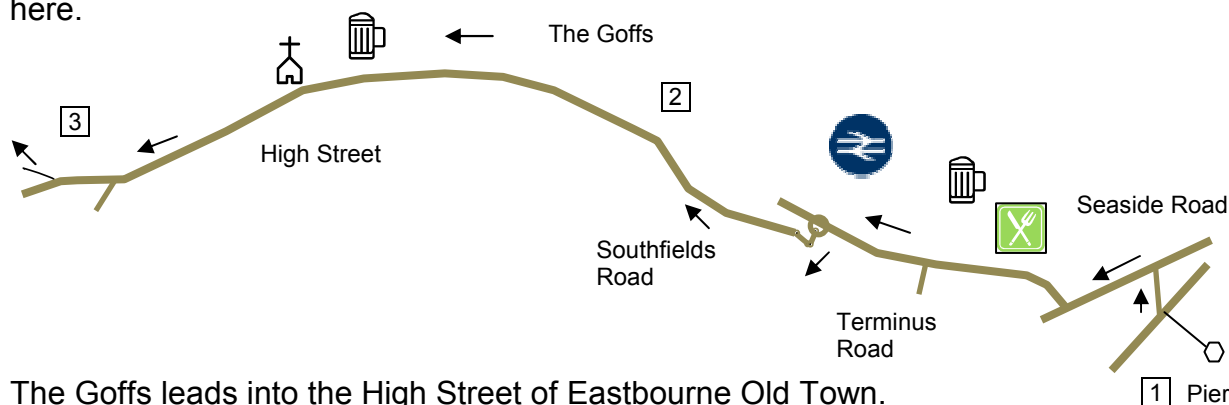 here.
The Goffs
2
3
High Street
Seaside Road
Southfields
Road
Terminus
Road
The Goffs leads into the High Street of Eastbourne Old Town.
1 Pier